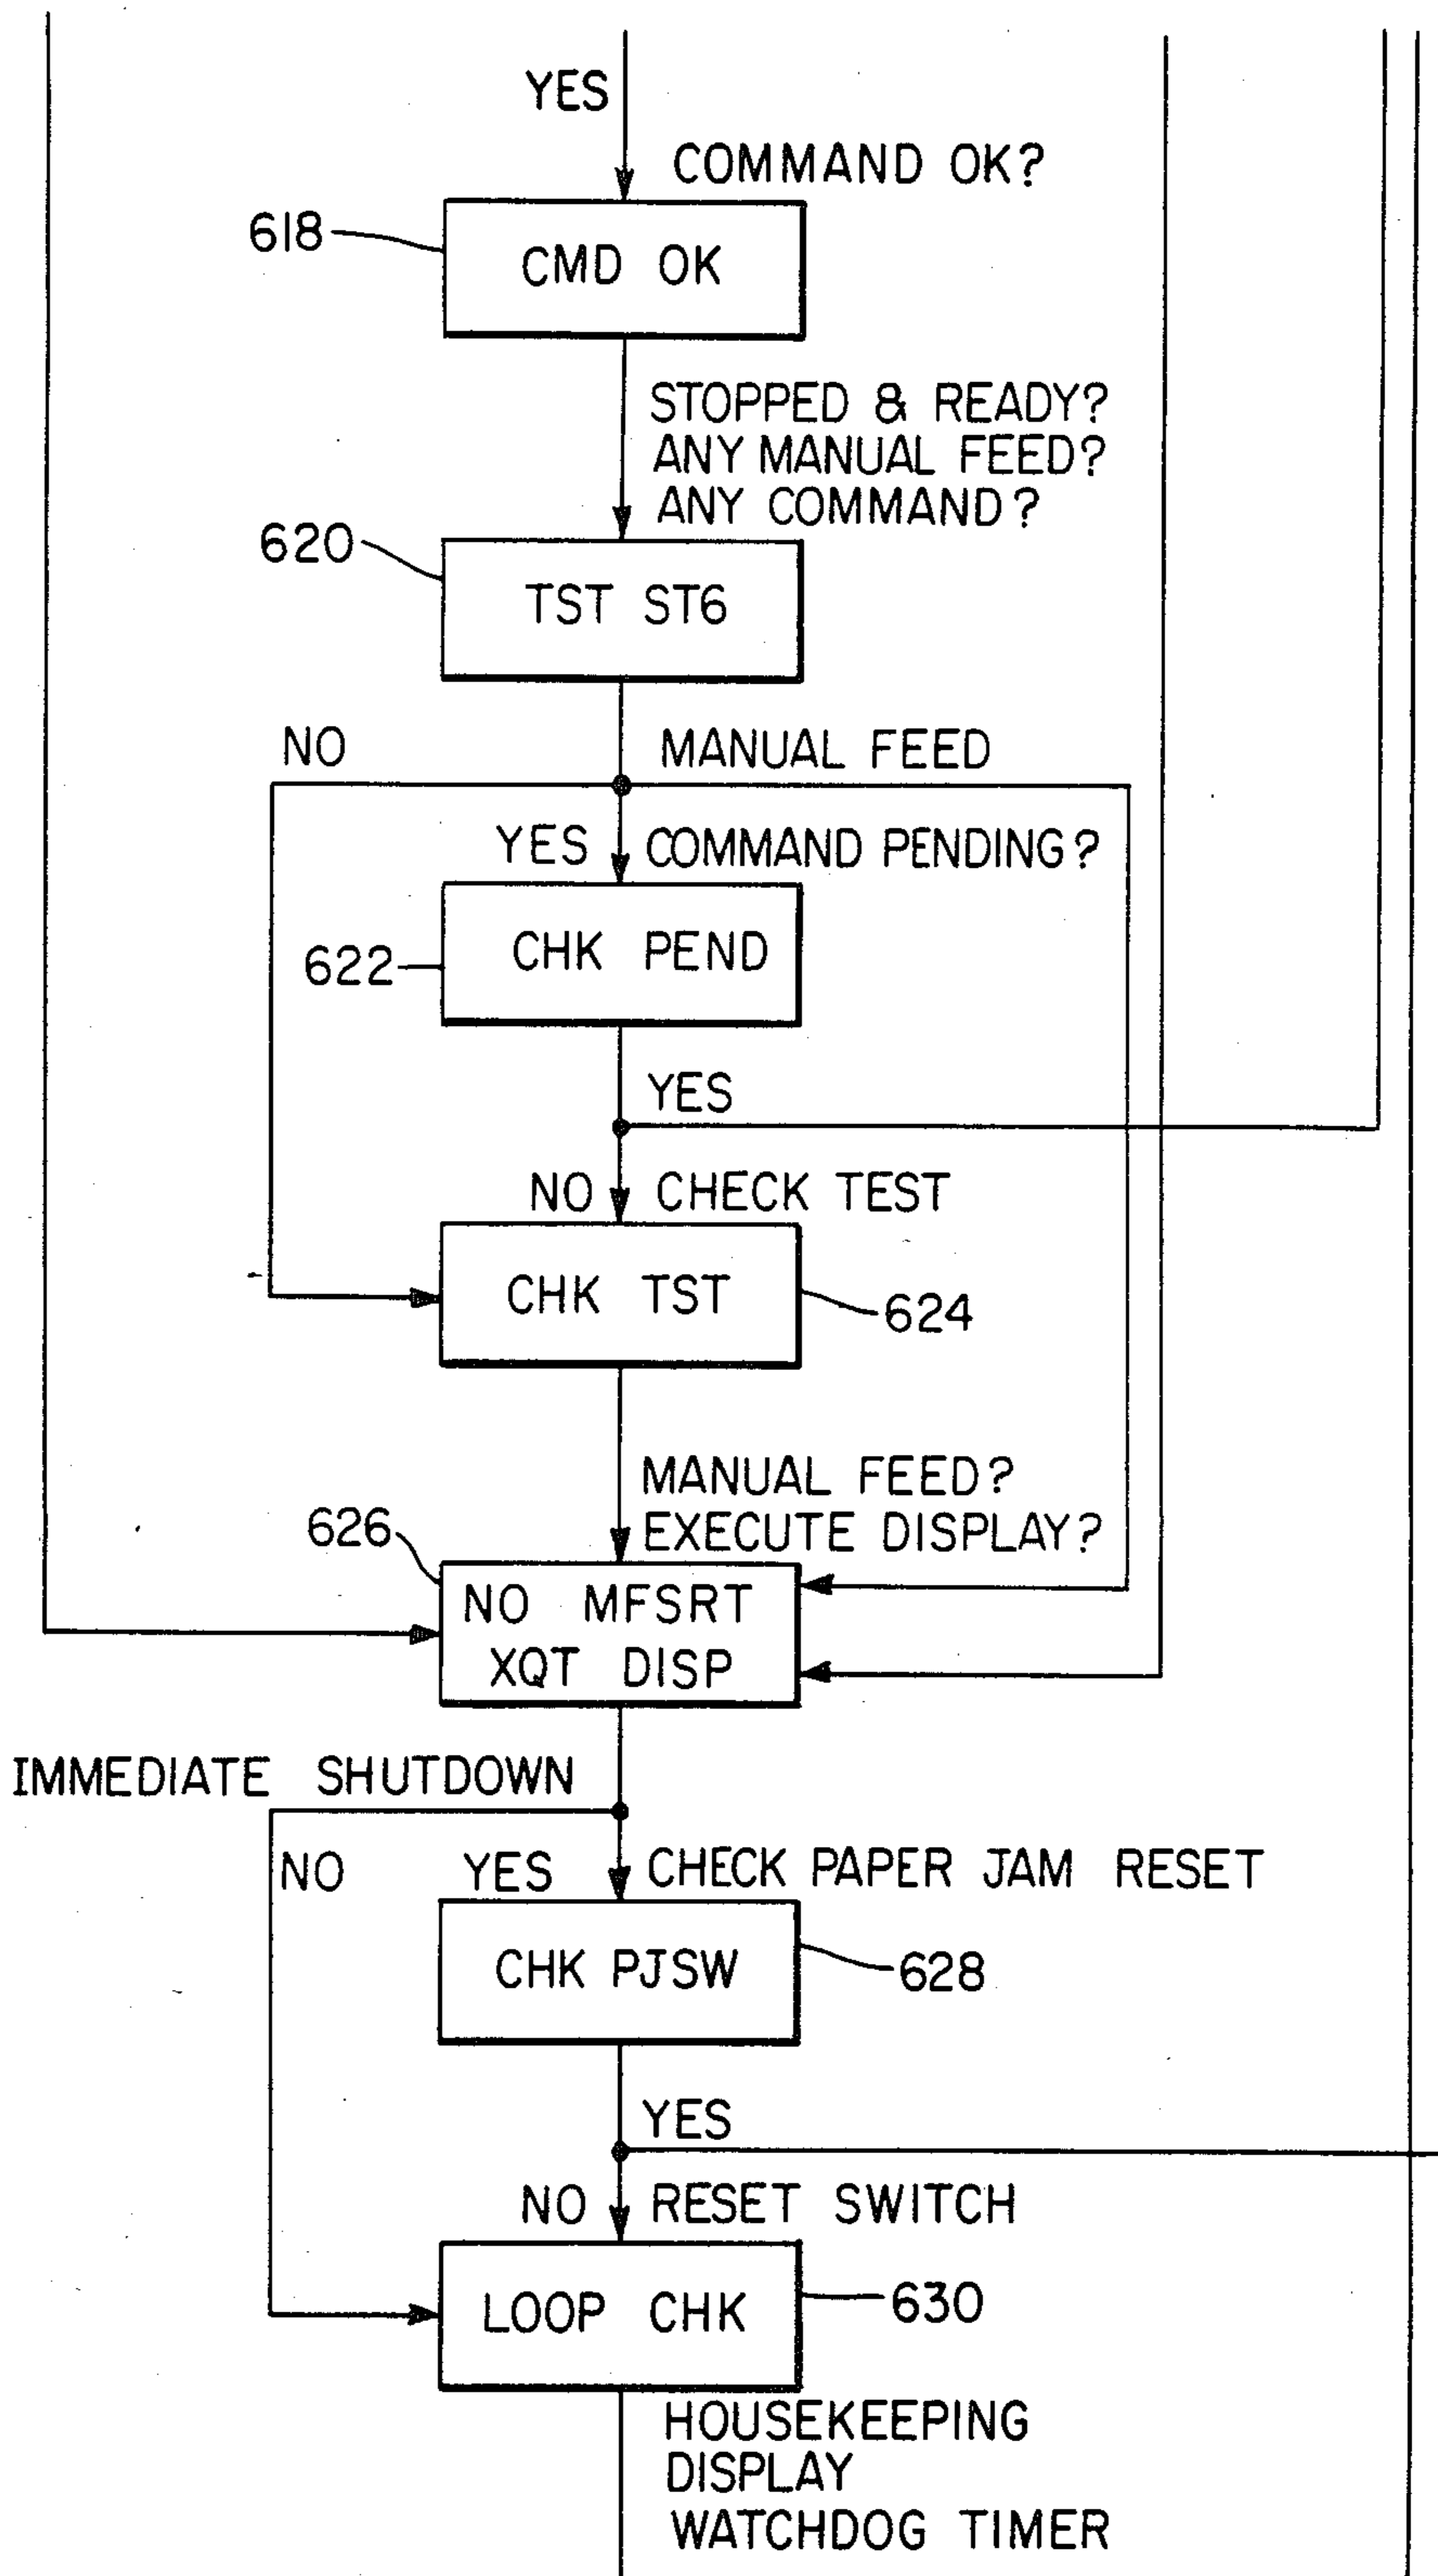 YES
COMMAND OK?
618
CMD OK
STOPPED & READY?
ANY MANUAL FEED?
ANY COMMAND?
620
TST ST6
NO
MANUAL FEED
YES
COMMAND PENDING?
622
CHK PEND
YES
NO
CHECK TEST
CHK TST
624
MANUAL FEED?
EXECUTE DISPLAY?
626
NO MFSRT
XQT DISP
IMMEDIATE SHUTDOWN
NO
YES
CHECK PAPER JAM RESET
CHK PJSW
628
YES
NO
RESET SWITCH
LOOP CHK
630
HOUSEKEEPING
DISPLAY
WATCHDOG TIMER